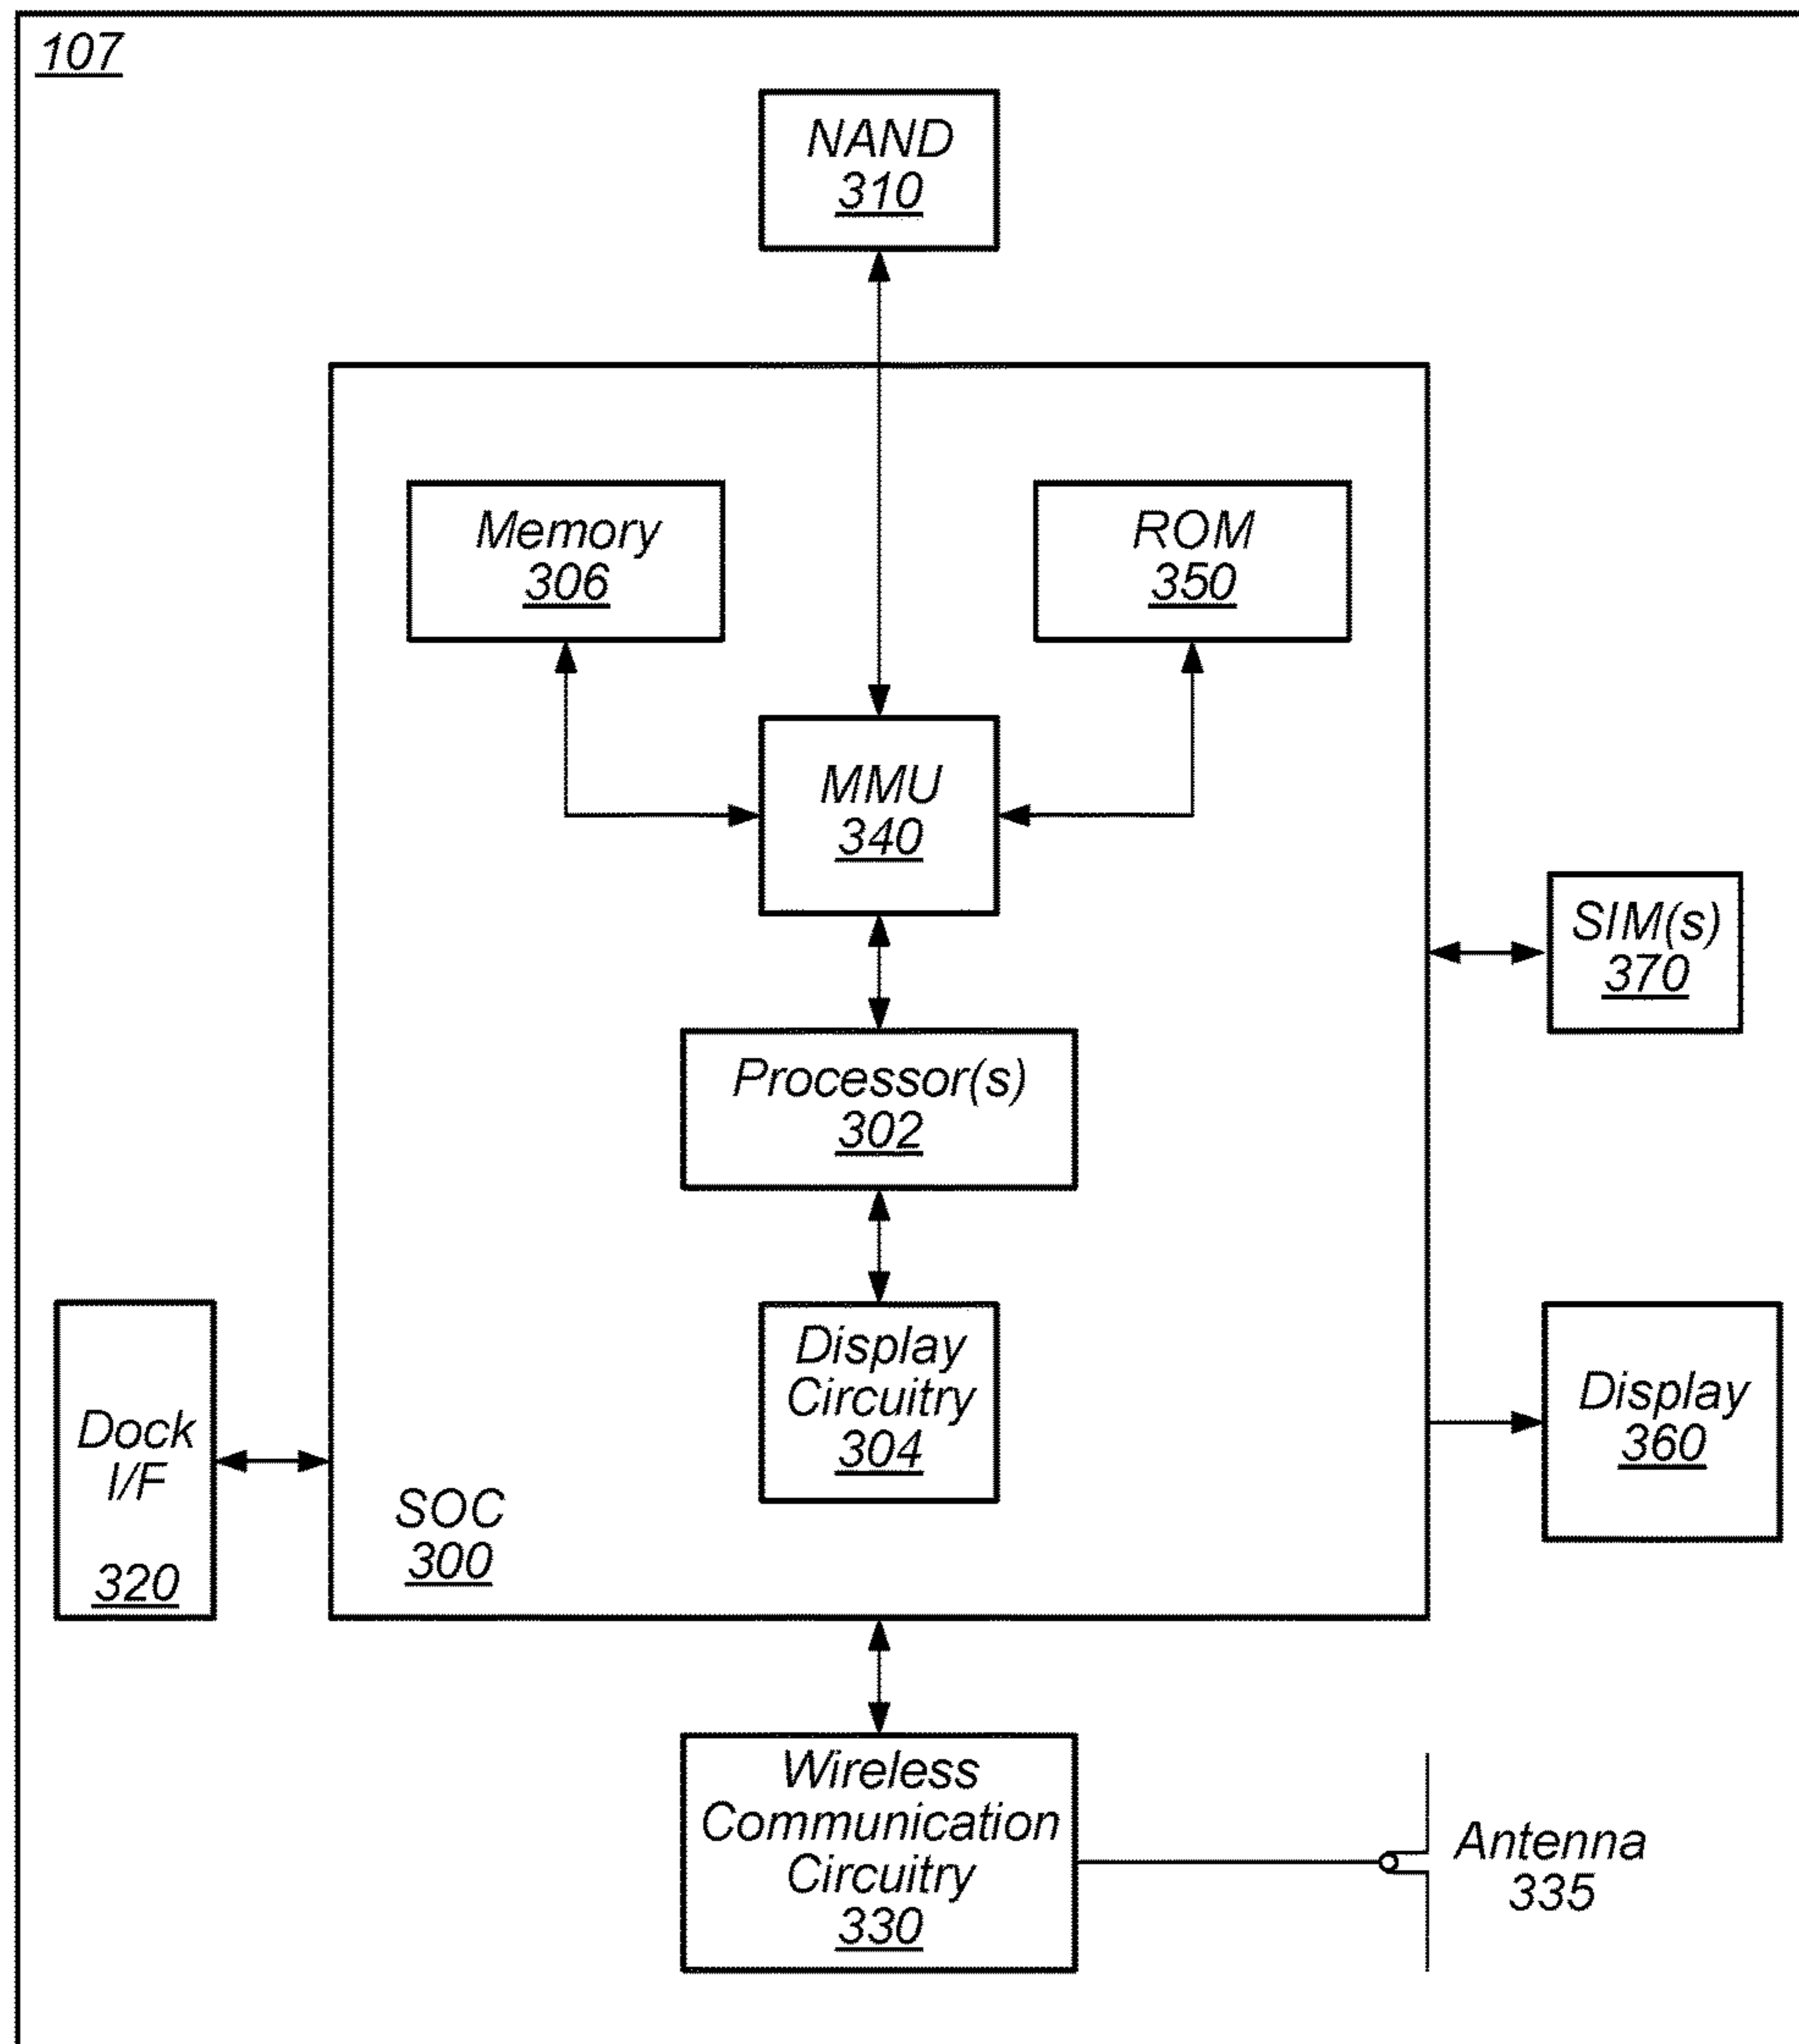 107
NAND
310
Memory
306
ROM
350
MMU
340
SIM(s)
370
Processor(s)
302
Display
Circuitry
304
Display
360
Dock
I/F
320
SOC
300
Wireless
Communication
Circuitry
330
Antenna
335